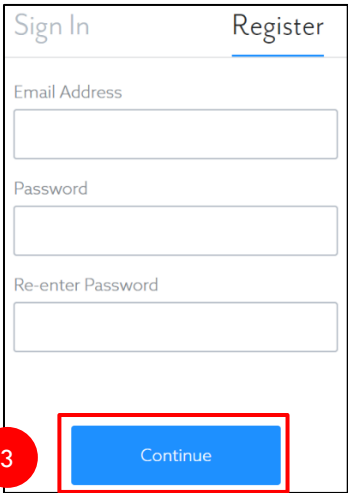 Sign In Register
Email Address
Password
Re-enter Password
3 Continue